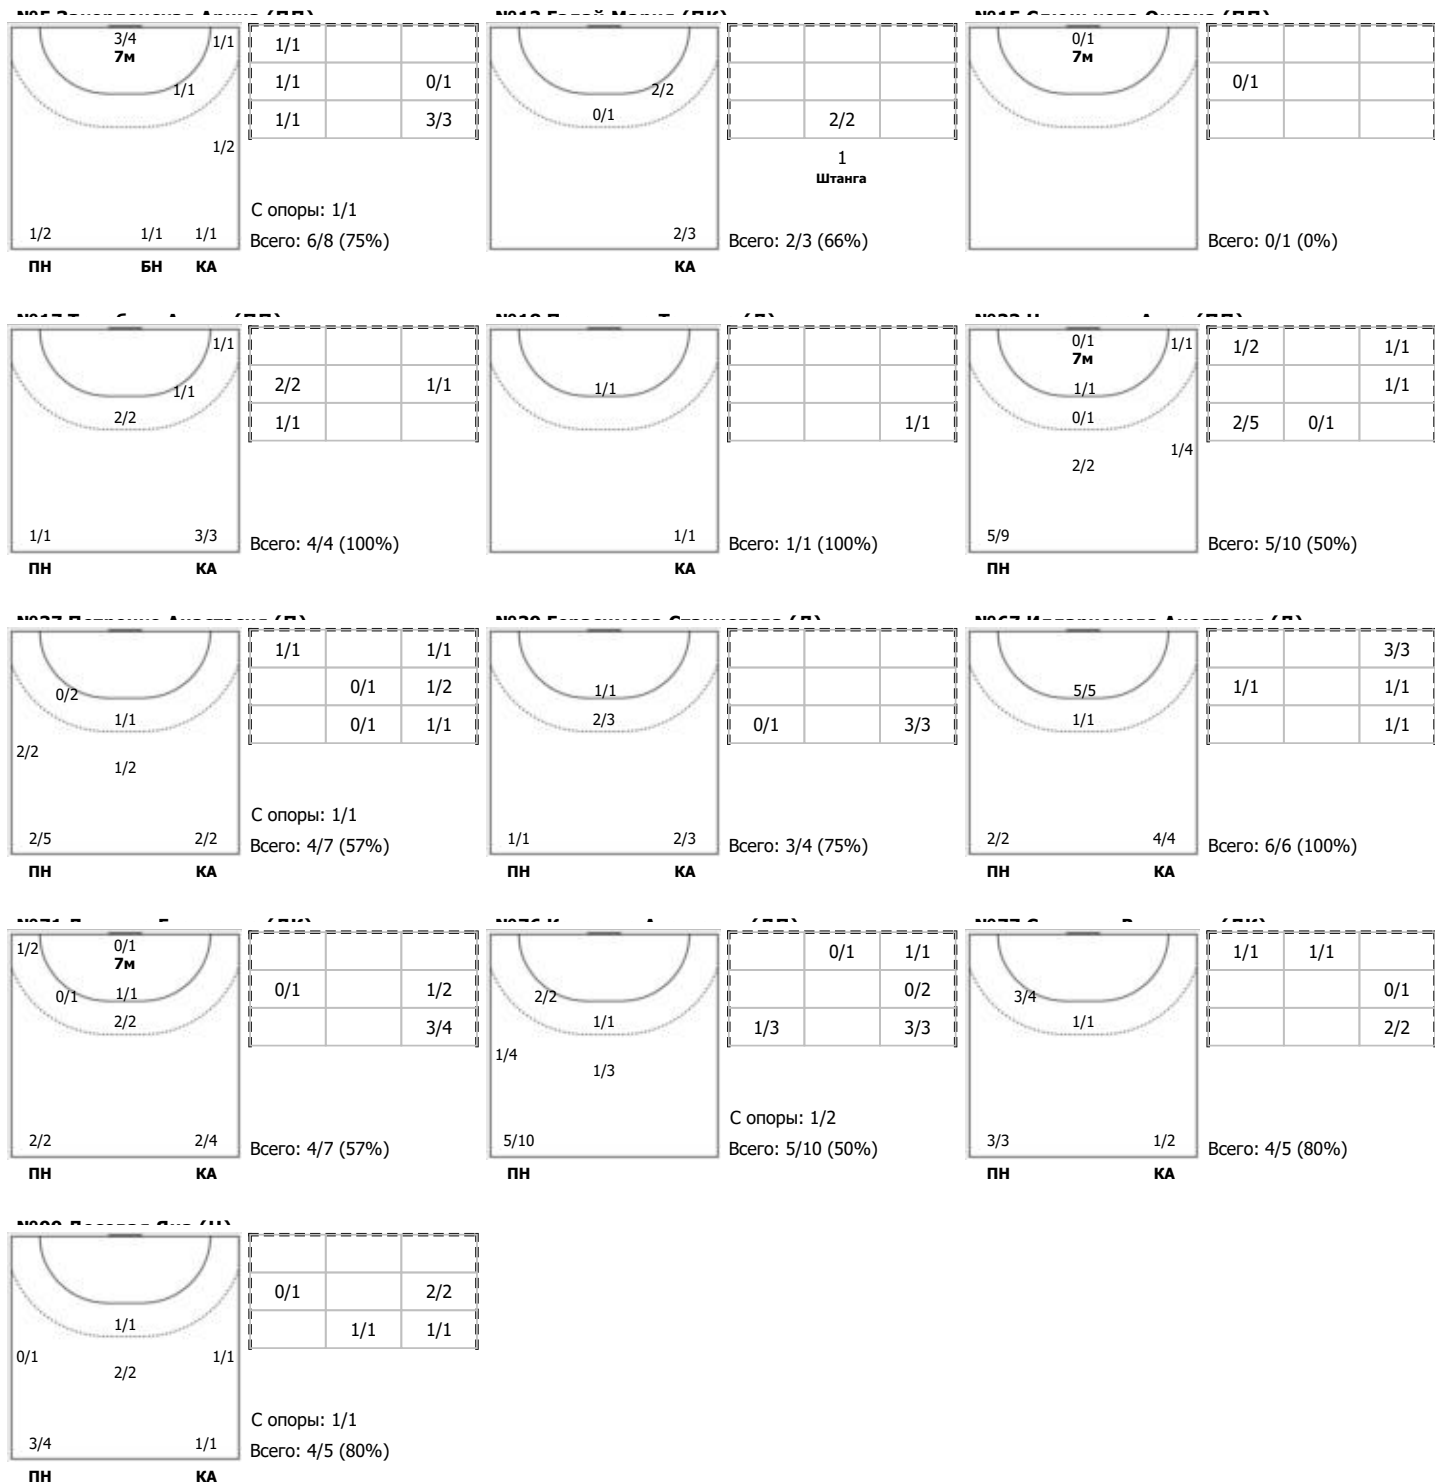 3/4 1/1
7м
1/1
1/2
1/2 1/1 1/1
ПН БН КА
1/1
1/1 0/1
1/1 3/3
С опоры: 1/1
Всего: 6/8 (75%)
2/2
0/1
2/3
КА
2/2
1
Штанга
Всего: 2/3 (66%)
0/1
7м
0/1
Всего: 0/1 (0%)
1/1
1/1
2/2
1/1 3/3
ПН КА
2/2 1/1
1/1
Всего: 4/4 (100%)
1/1
1/1
КА
1/1
Всего: 1/1 (100%)
0/1 1/1
7м
1/1
0/1
1/4
2/2
5/9
ПН
1/2 1/1
1/1
2/5 0/1
Всего: 5/10 (50%)
0/2
1/1
2/2
1/2
2/5 2/2
ПН КА
1/1 1/1
0/1 1/2
0/1 1/1
С опоры: 1/1
Всего: 4/7 (57%)
1/1
2/3
1/1 2/3
ПН КА
0/1 3/3
Всего: 3/4 (75%)
5/5
1/1
2/2 4/4
ПН КА
3/3
1/1 1/1
1/1
Всего: 6/6 (100%)
1/2 0/1
7м
0/1 1/1
2/2
2/2 2/4
ПН КА
0/1 1/2
3/4
Всего: 4/7 (57%)
2/2
1/1
1/4
1/3
5/10
ПН
0/1 1/1
0/2
1/3 3/3
С опоры: 1/2
Всего: 5/10 (50%)
3/4
1/1
3/3 1/2
ПН КА
1/1 1/1
0/1
2/2
Всего: 4/5 (80%)
1/1
0/1 1/1
2/2
3/4 1/1
ПН КА
0/1 2/2
1/1 1/1
С опоры: 1/1
Всего: 4/5 (80%)